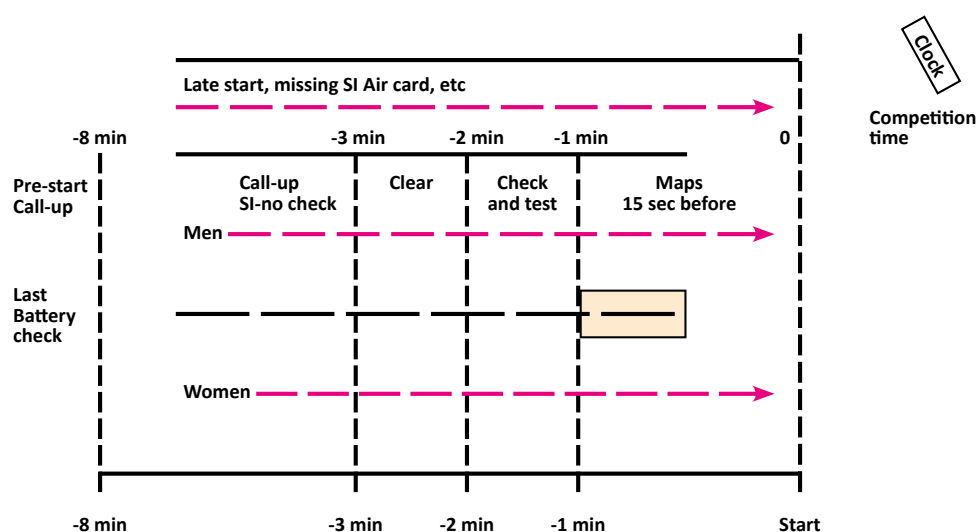 Clock
Late start, missing SI Air card, etc
Competition
time
-8 min
-3 min
-2 min
-1 min
0
Pre-start
Call-up
Call-up
SI-no check
Clear
Check
and test
Maps
15 sec before
Men
Last
Battery
check
Women
-8 min
-3 min
-2 min
-1 min
Start